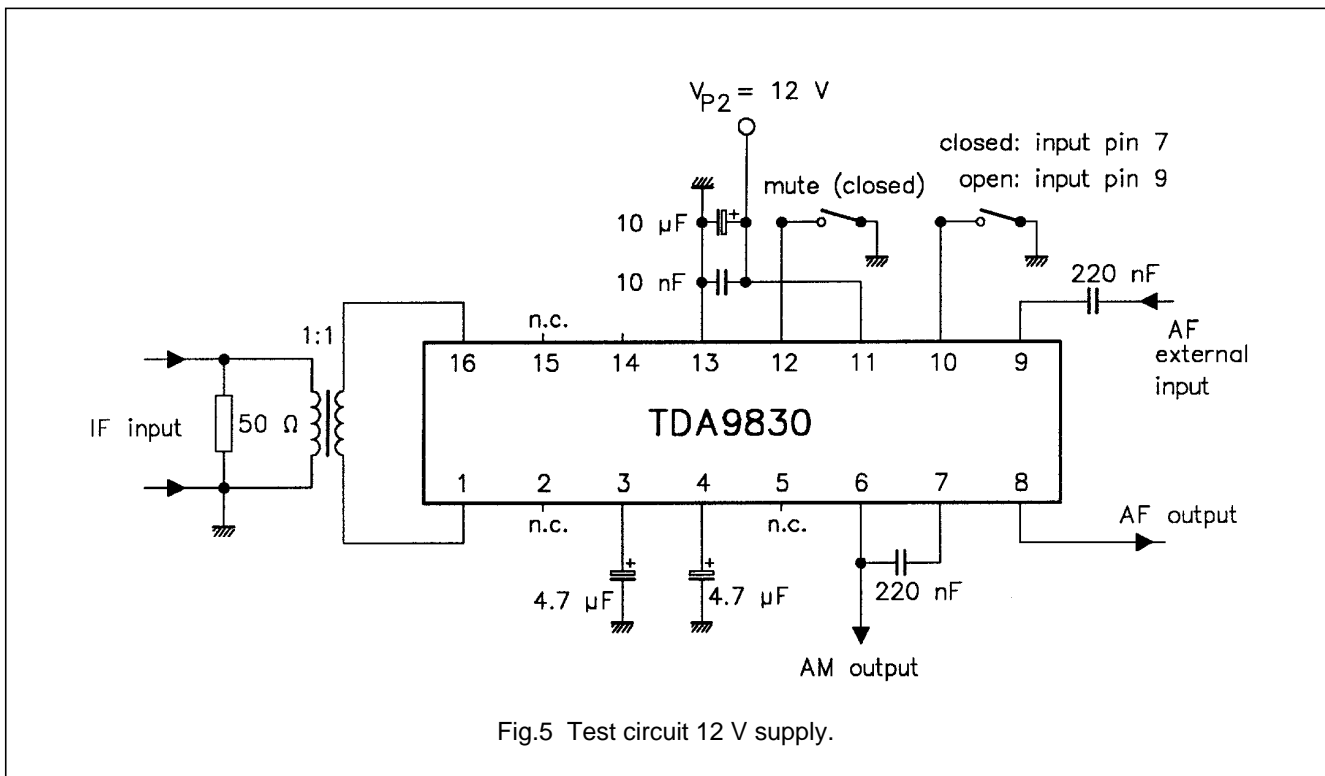 V_P2 = 12 V
closed: input pin 7
mute (closed)
open: input pin 9
10 µF
+
10 nF
220 nF
AF
external
input
1:1
n.c.
16 15 14 13 12 11 10 9
IF input
50 Ω
TDA9830
1 2 3 4 5 6 7 8
n.c.
n.c.
AF output
+
+
4.7 µF
4.7 µF
220 nF
AM output
Fig.5 Test circuit 12 V supply.